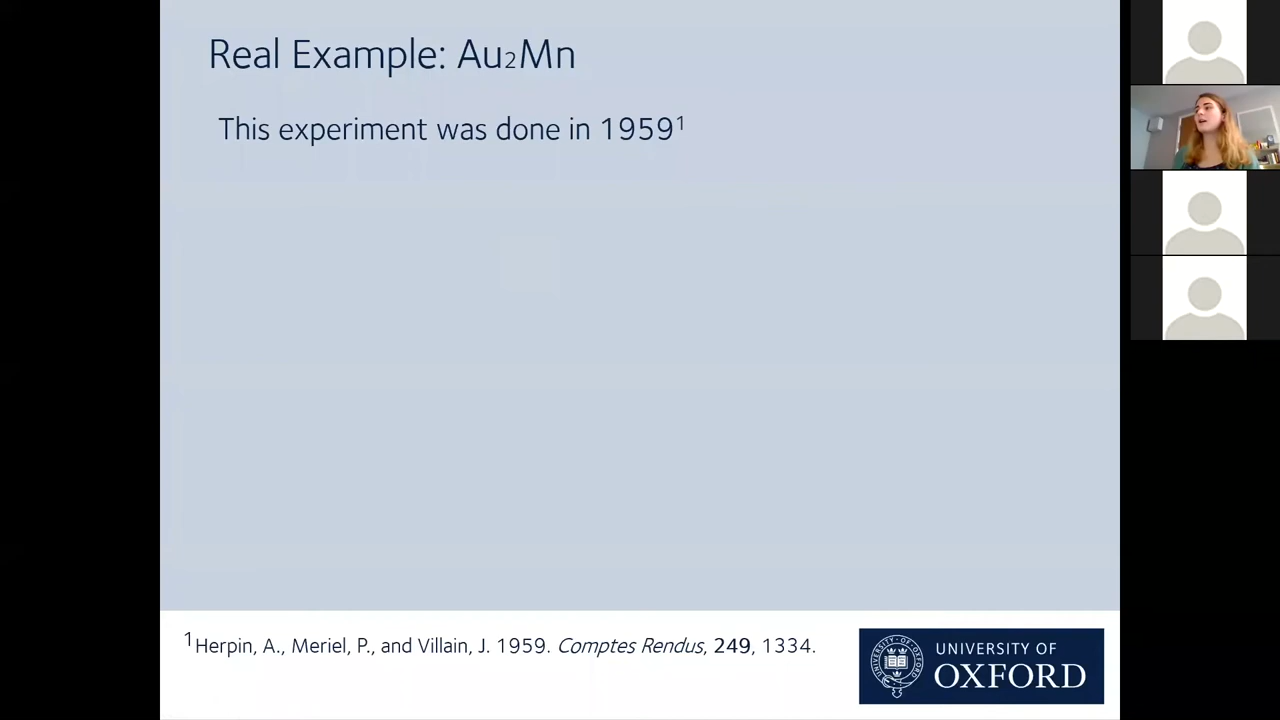 Real Example: Au₂Mn
This experiment was done in 1959¹
¹Herpin, A., Meriel, P., and Villain, J. 1959. Comptes Rendus, 249, 1334.
UNIVERSITY OF
OXFORD